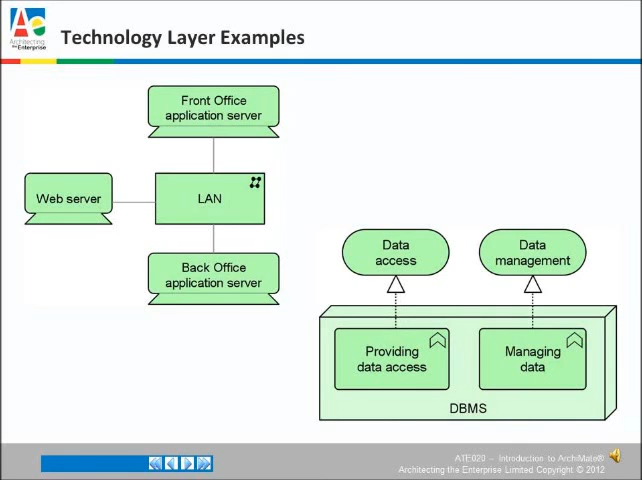 Ae
Architecting
the Enterprise
Technology Layer Examples
Front Office
application server
Web server
LAN
Back Office
application server
Data
access
Data
management
Providing
data access
Managing
data
DBMS
ATE020 – Introduction to ArchiMate®
Architecting the Enterprise Limited Copyright © 2012